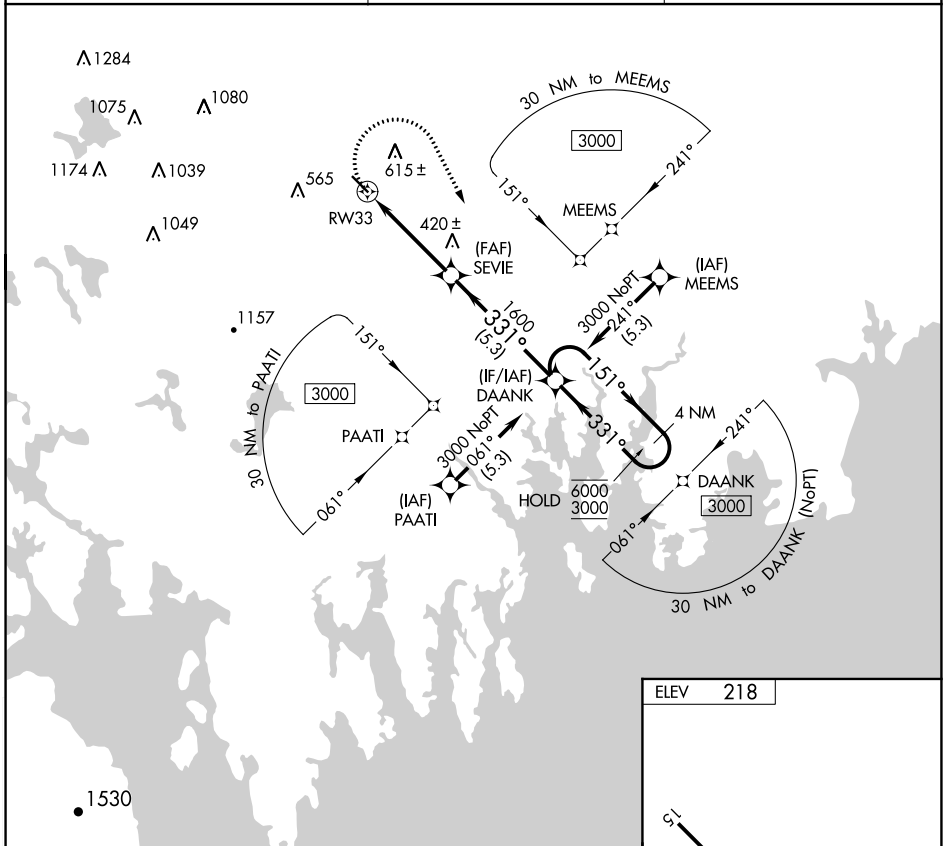 1284
1075
1080
1174
1039
1049
565
615 ±
RW33
420 ±
(FAF)
SEVIE
30 NM to MEEMS
3000
151°
241°
MEEMS
(IAF)
MEEMS
3000 NoPT
241°
(5.3)
1600
331°
(5.3)
1157
30 NM to PAATI
3000
151°
PAATI
061°
(IF/IAF)
DAANK
151°
331°
4 NM
3000 NoPT
061°
(5.3)
(IAF)
PAATI
HOLD
6000
3000
241°
DAANK
3000
061°
30 NM to DAANK (NoPT)
ELEV 218
15
1530